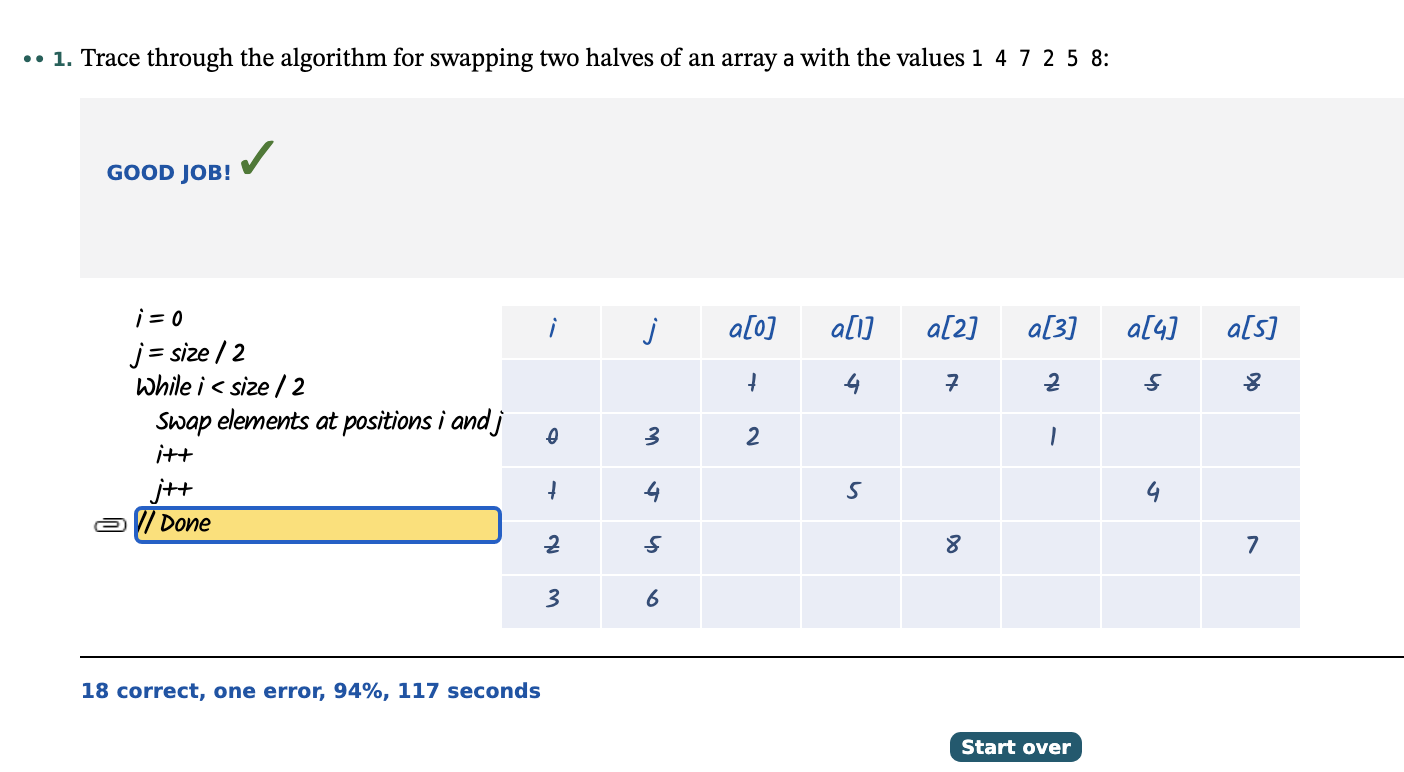 •• 1. Trace through the algorithm for swapping two halves of an array a with the values 1 4 7 2 5 8:
GOOD JOB! ✓
i = 0
j = size / 2
While i < size / 2
Swap elements at positions i and j
i++
j++
// Done
i j a[0] a[1] a[2] a[3] a[4] a[5]
1 4 7 2 5 8
0 3 2 1
1 4 5 4
2 5 8 7
3 6
18 correct, one error, 94%, 117 seconds
Start over